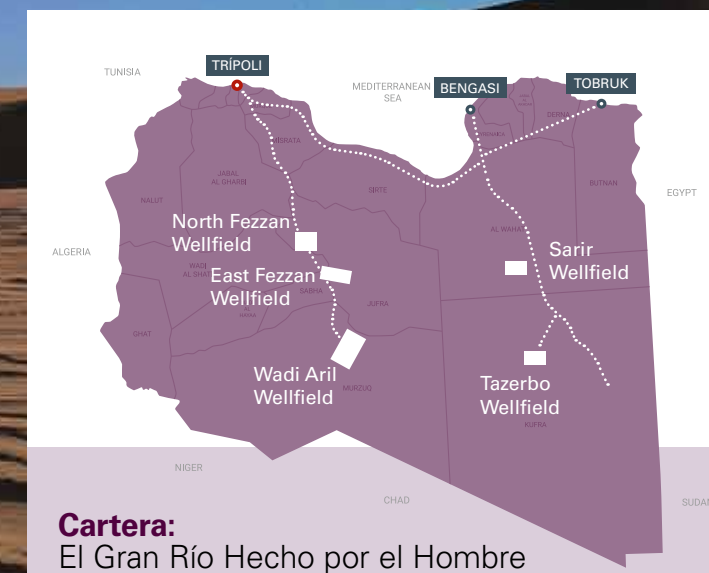 TRÍPOLI
TUNISIA
MEDITERRANEAN
SEA
BENGASI
TOBRUK
DERNA
MISRATA
JABAL
AL GHARBI
SIRTE
NALUT
BUTNAN
EGYPT
North Fezzan
Wellfield
AL WAHAT
ALGERIA
Sarir
Wellfield
WADI
AL SHATI
East Fezzan
Wellfield
SABHA
JUFRA
GHAT
Wadi Aril
Wellfield
MURZUQ
Tazerbo
Wellfield
KUFRA
NIGER
CHAD
SUDAN
Cartera:
El Gran Río Hecho por el Hombre